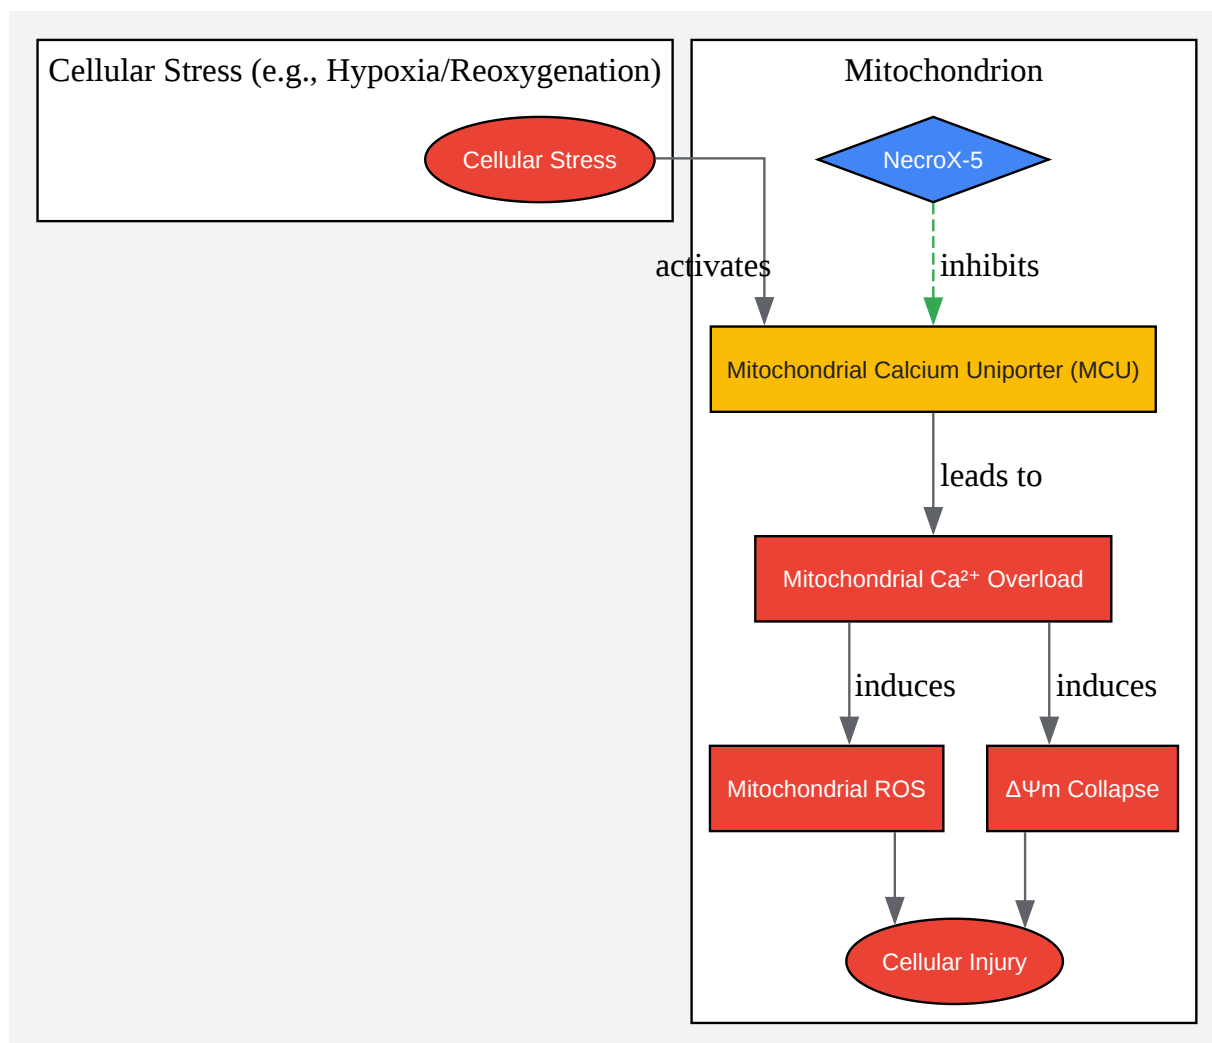 Cellular Stress (e.g., Hypoxia/Reoxygenation)
Mitochondrion
Cellular Stress
NecroX-5
activates
inhibits
Mitochondrial Calcium Uniporter (MCU)
leads to
Mitochondrial Ca²⁺ Overload
induces
induces
Mitochondrial ROS
ΔΨm Collapse
Cellular Injury